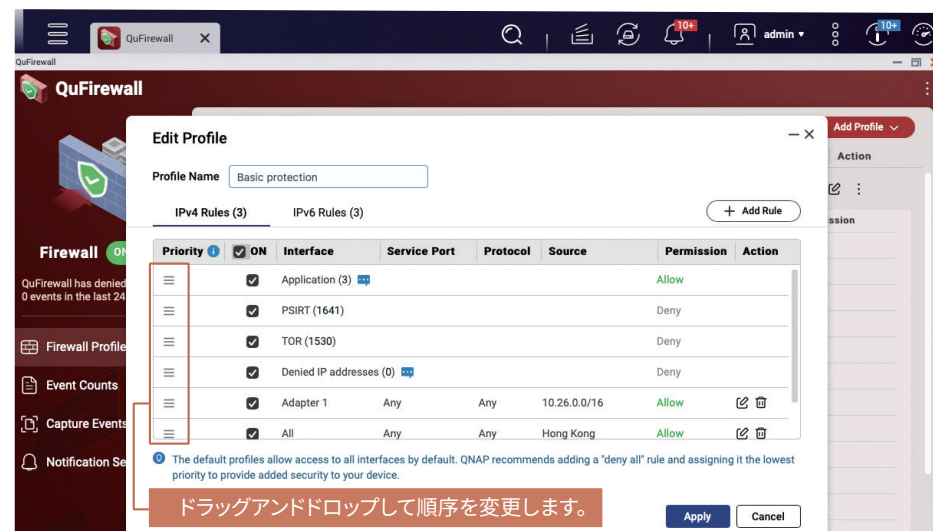 QuFirewall
10+
admin
10+
QuFirewall
QuFirewall
Add Profile
Edit Profile
Action
Profile Name Basic protection
IPv4 Rules (3) IPv6 Rules (3) + Add Rule
Priority ON Interface Service Port Protocol Source Permission Action
Firewall ON
Application (3) Allow
QuFirewall has denied
0 events in the last 24
PSIRT (1641) Deny
TOR (1530) Deny
Firewall Profile
Denied IP addresses (0) Deny
Event Counts
Adapter 1 Any Any 10.26.0.0/16 Allow
Capture Events
All Any Any Hong Kong Allow
Notification Se
The default profiles allow access to all interfaces by default. QNAP recommends adding a "deny all" rule and assigning it the lowest
priority to provide added security to your device.
ドラッグアンドドロップして順序を変更します。
Apply Cancel